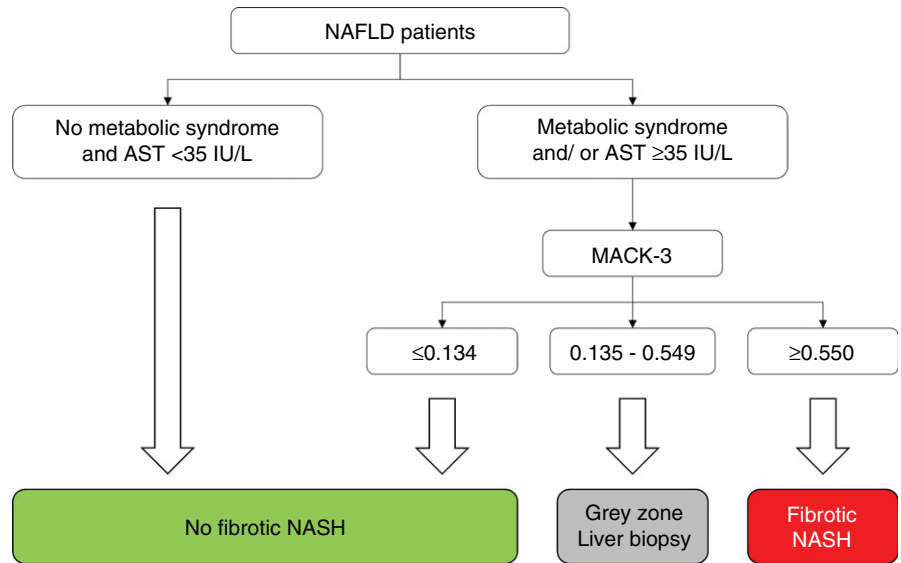 NAFLD patients
No metabolic syndrome
and AST <35 IU/L
Metabolic syndrome
and/ or AST ≥35 IU/L
MACK-3
≤0.134
0.135 - 0.549
≥0.550
No fibrotic NASH
Grey zone
Liver biopsy
Fibrotic
NASH